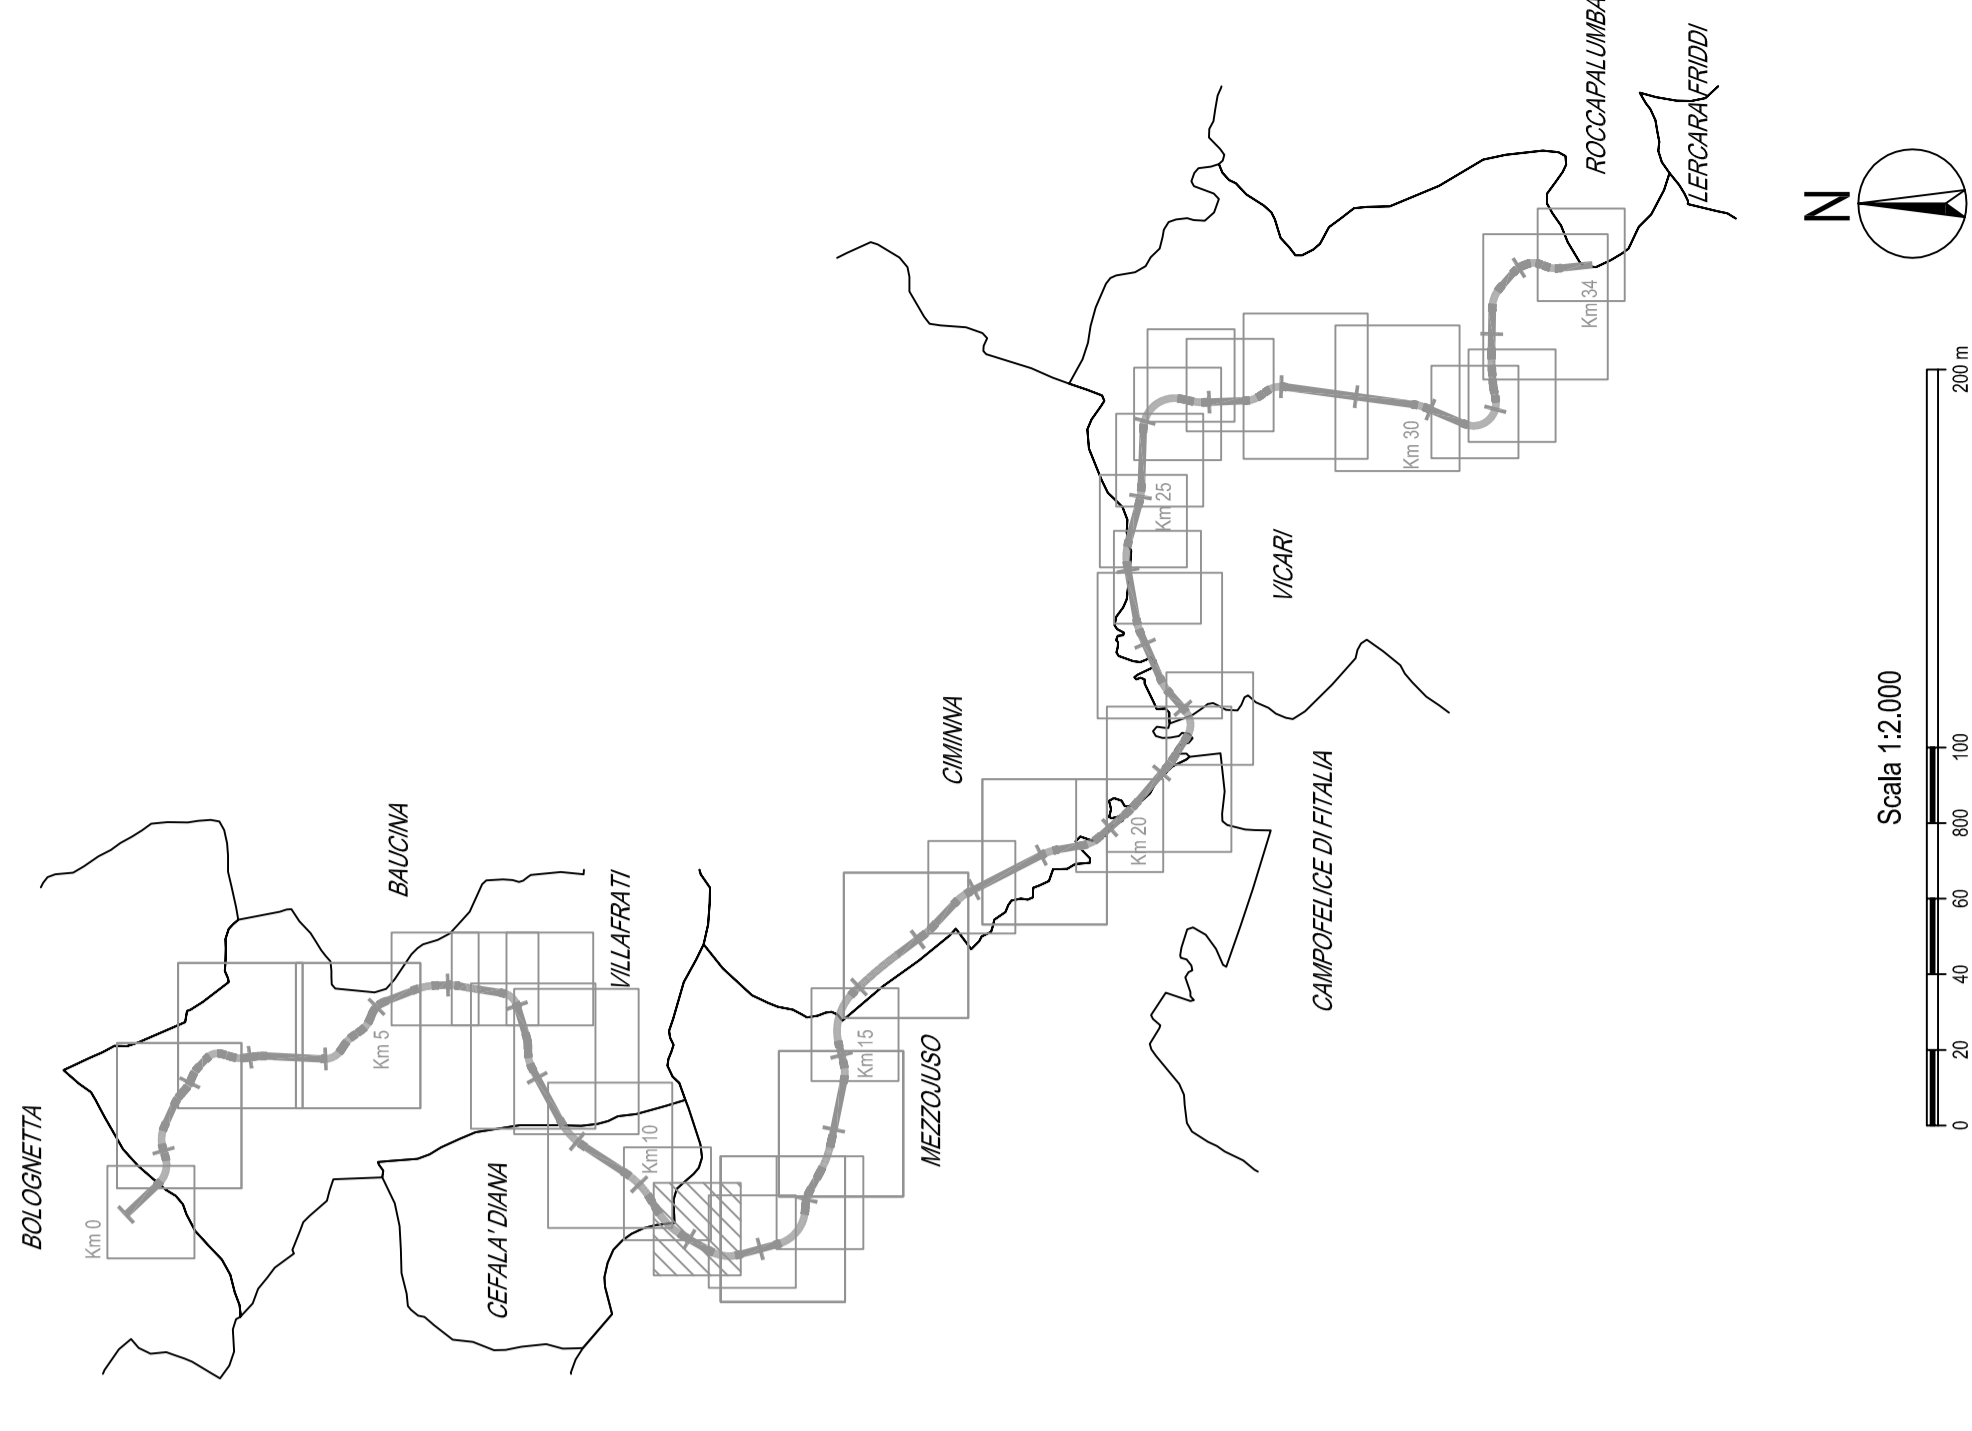 BOLOGNETTA
Km 0
BAUCINA
Km 5
VILLAFRATI
CEFALA' DIANA
Km 10
MEZZOJUSO
Km 15
CIMINNA
Km 20
CAMPOFELICE DI FITALIA
VICARI
Km 25
Km 30
Km 34
ROCCAPALUMBA
LERCARA FRIDDI
N
Scala 1:2.000
0 20 40 60 800 100 200 m